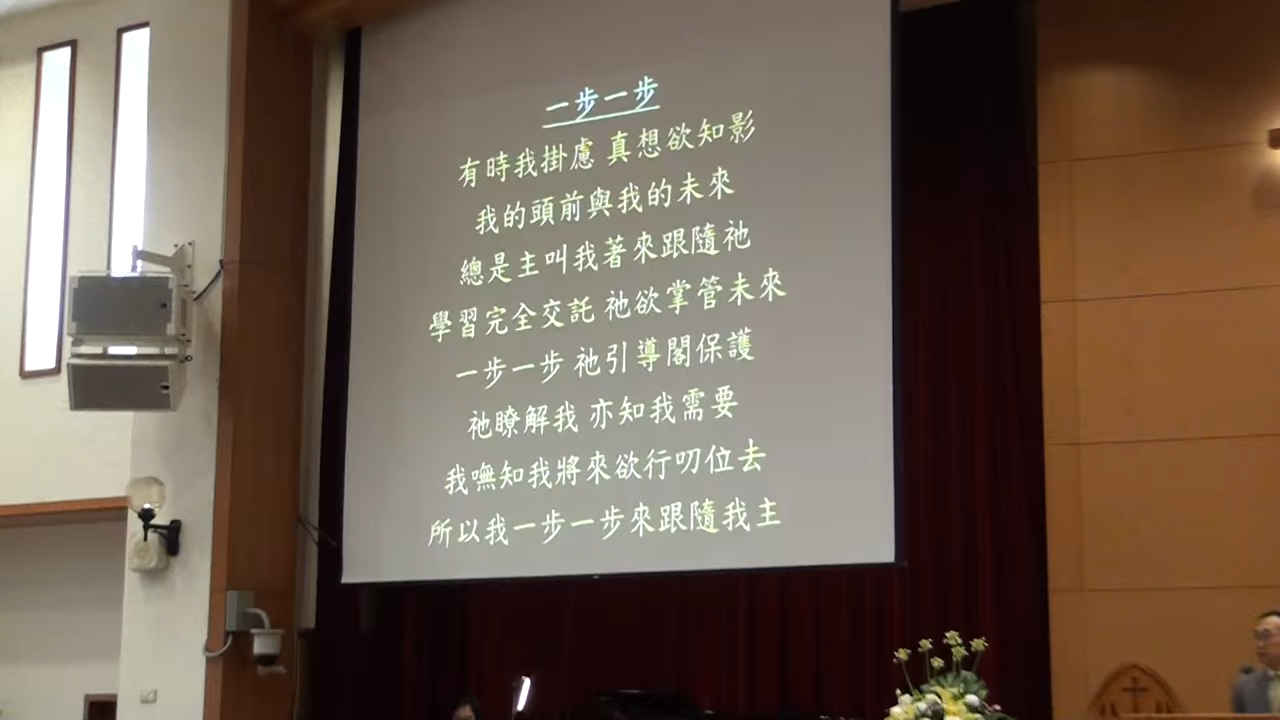 一步一步
有時我掛慮 真想欲知影
我的頭前與我的未來
總是主叫我著來跟隨祂
學習完全交託 祂欲掌管未來
一步一步 祂引導閣保護
祂瞭解我 亦知我需要
我嘸知我將來欲行叨位去
所以我一步一步來跟隨我主